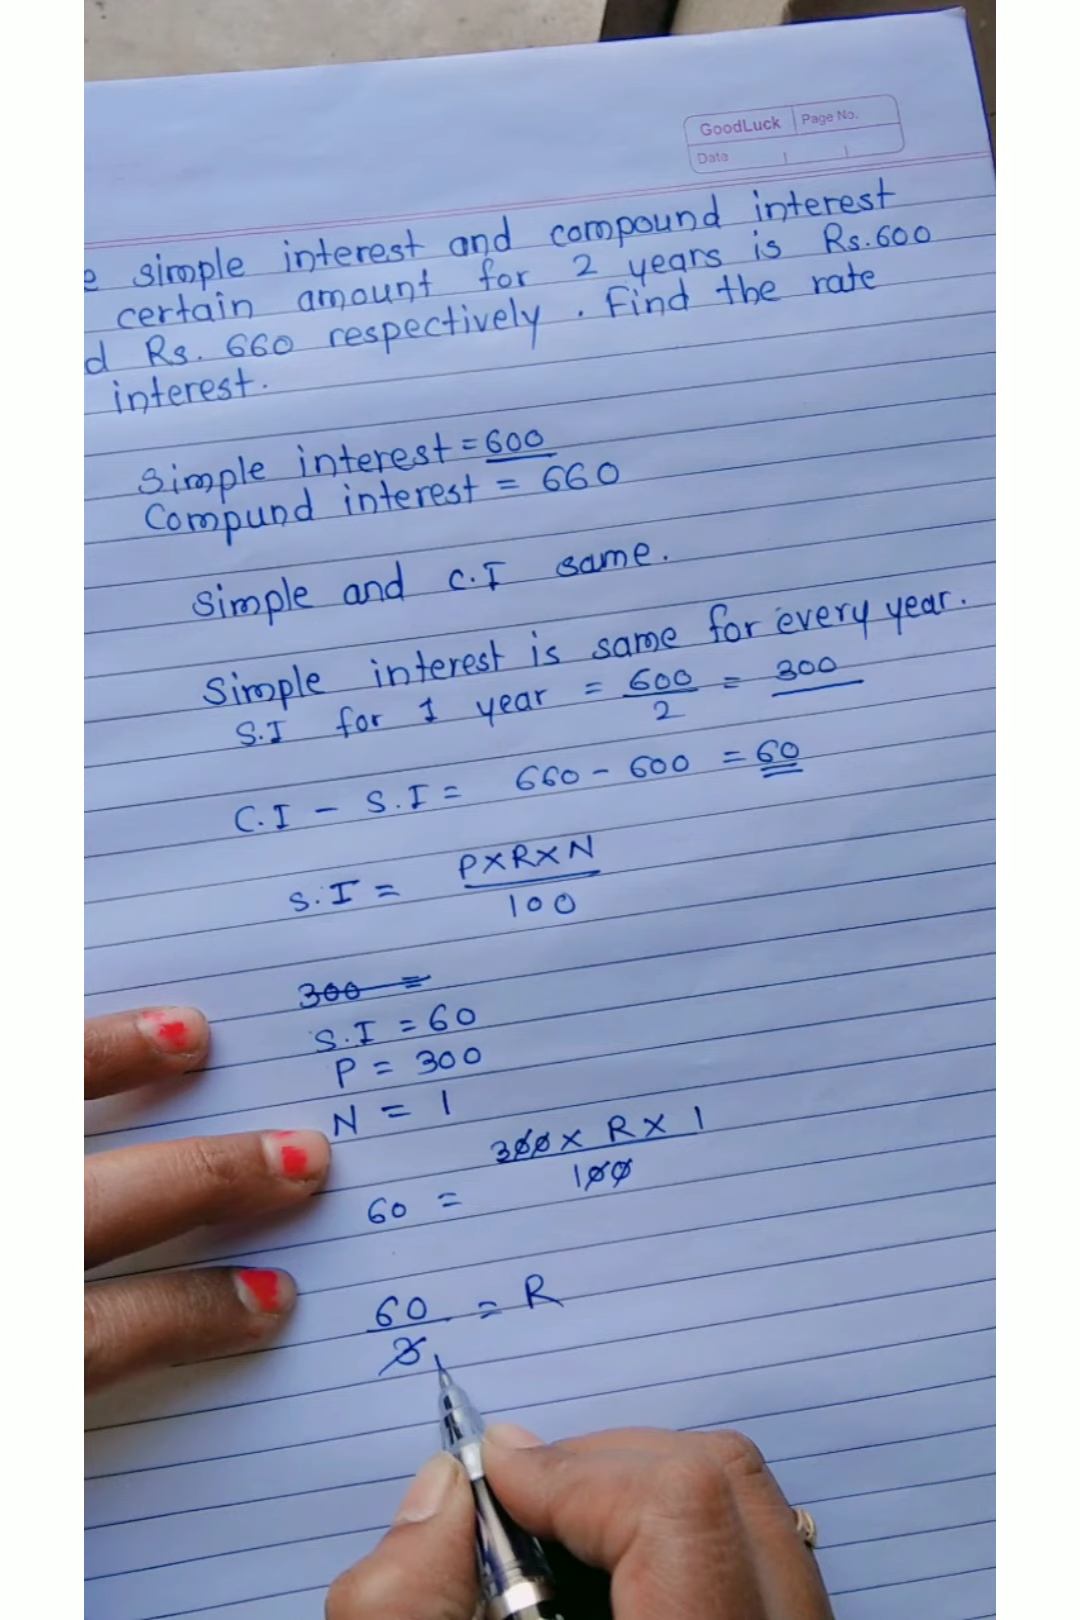 GoodLuck Page No.
Date
e simple interest and compound interest
certain amount for 2 years is Rs.600
d Rs. 660 respectively. Find the rate
interest.
Simple interest = 600
Compund interest = 660
Simple and C.I same.
Simple interest is same for every year.
S.I for 1 year = 600/2 = 300
C.I - S.I = 660 - 600 = 60
S.I = P×R×N/100
300 =
S.I = 60
P = 300
N = 1
60 = 300 × R × 1/100
60/3 = R